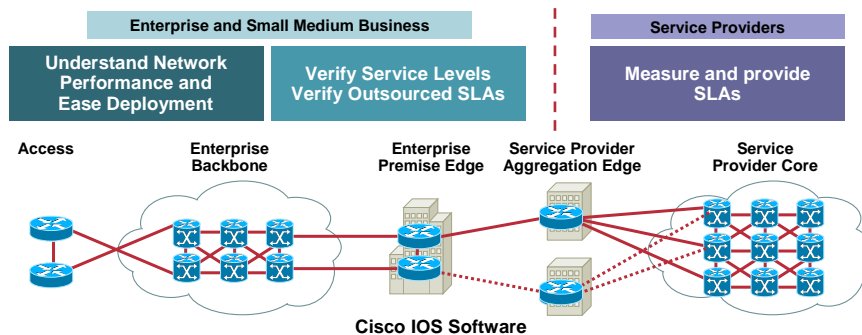 Enterprise and Small Medium Business
Service Providers
Understand Network
Performance and
Ease Deployment
Verify Service Levels
Verify Outsourced SLAs
Measure and provide
SLAs
Access
Enterprise
Backbone
Enterprise
Premise Edge
Service Provider
Aggregation Edge
Service
Provider Core
Cisco IOS Software